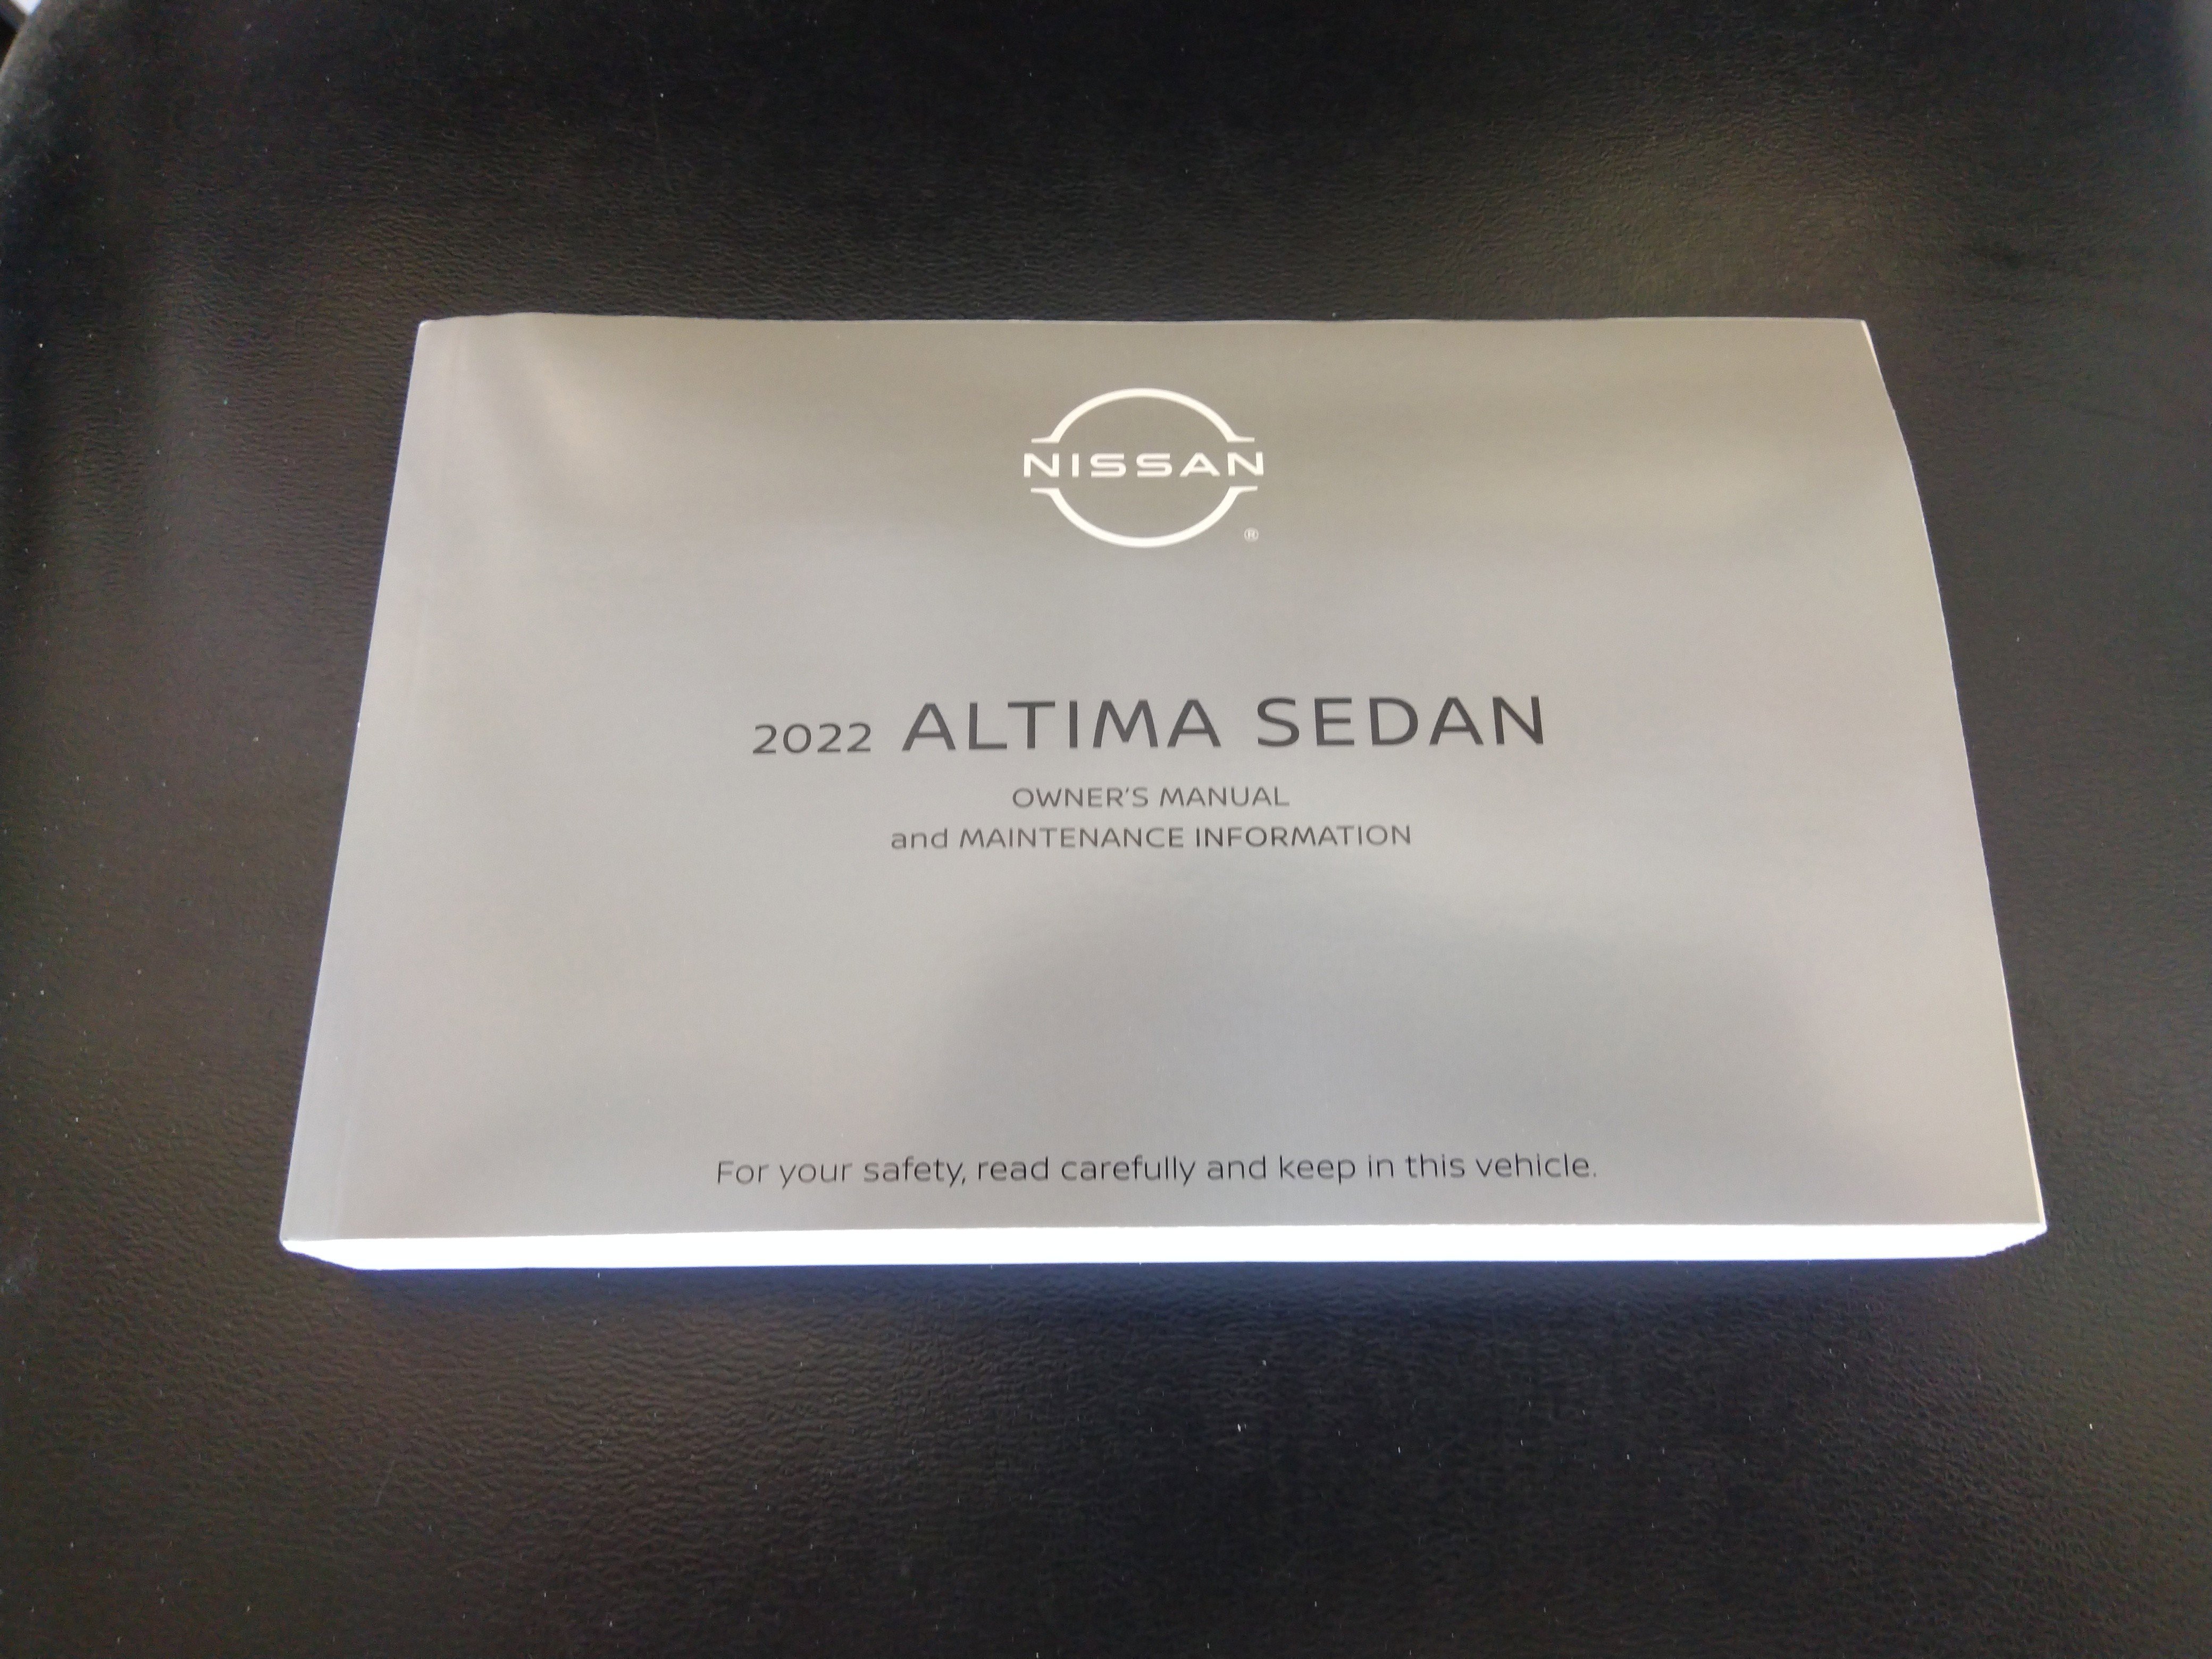 NISSAN
®
2022 ALTIMA SEDAN
OWNER'S MANUAL
and MAINTENANCE INFORMATION
For your safety, read carefully and keep in this vehicle.